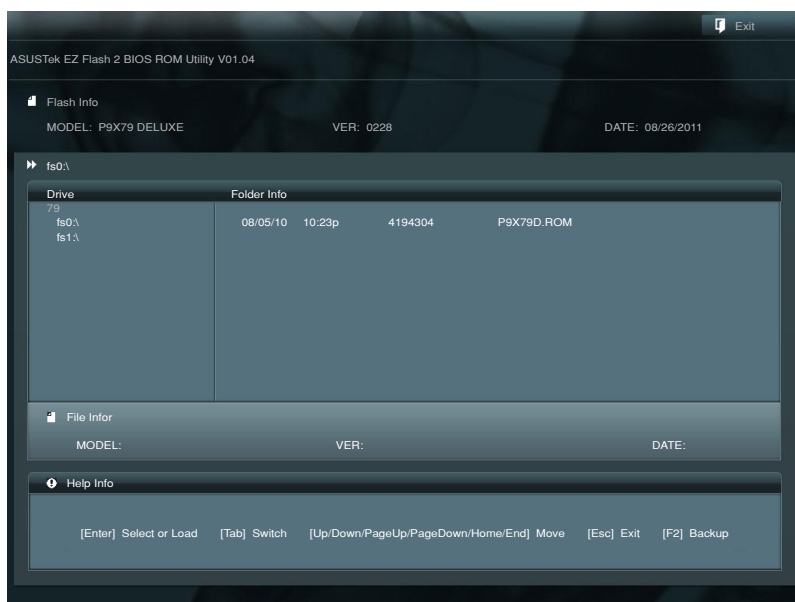 Exit
ASUSTek EZ Flash 2 BIOS ROM Utility V01.04
Flash Info
MODEL: P9X79 DELUXE VER: 0228 DATE: 08/26/2011
fs0:\
Drive Folder Info
79
fs0:\ 08/05/10 10:23p 4194304 P9X79D.ROM
fs1:\
File Infor
MODEL: VER: DATE:
Help Info
[Enter] Select or Load [Tab] Switch [Up/Down/PageUp/PageDown/Home/End] Move [Esc] Exit [F2] Backup